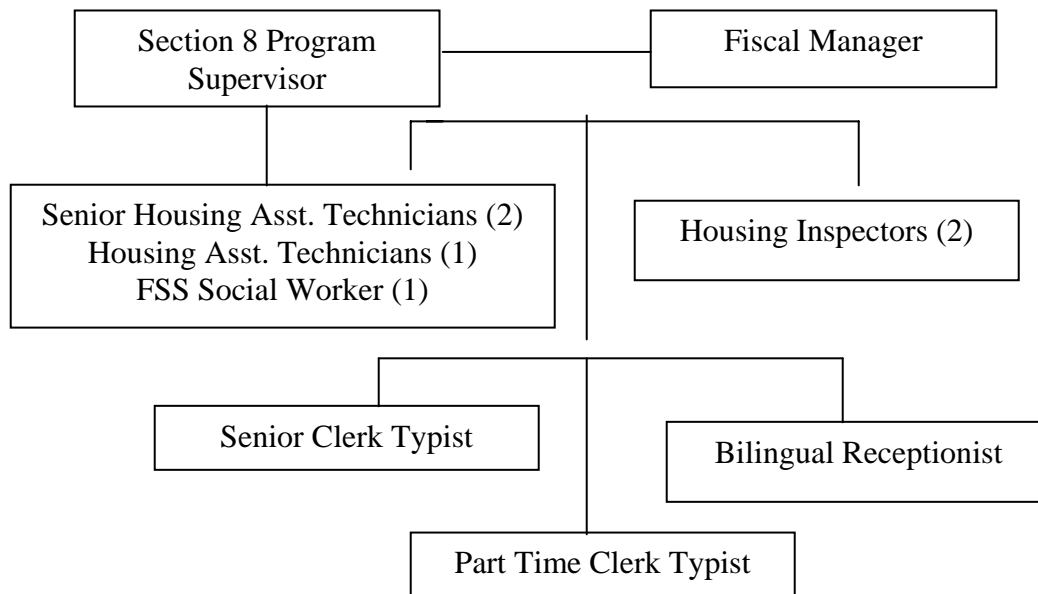 Section 8 Program
Supervisor
Fiscal Manager
Senior Housing Asst. Technicians (2)
Housing Asst. Technicians (1)
FSS Social Worker (1)
Housing Inspectors (2)
Senior Clerk Typist
Bilingual Receptionist
Part Time Clerk Typist